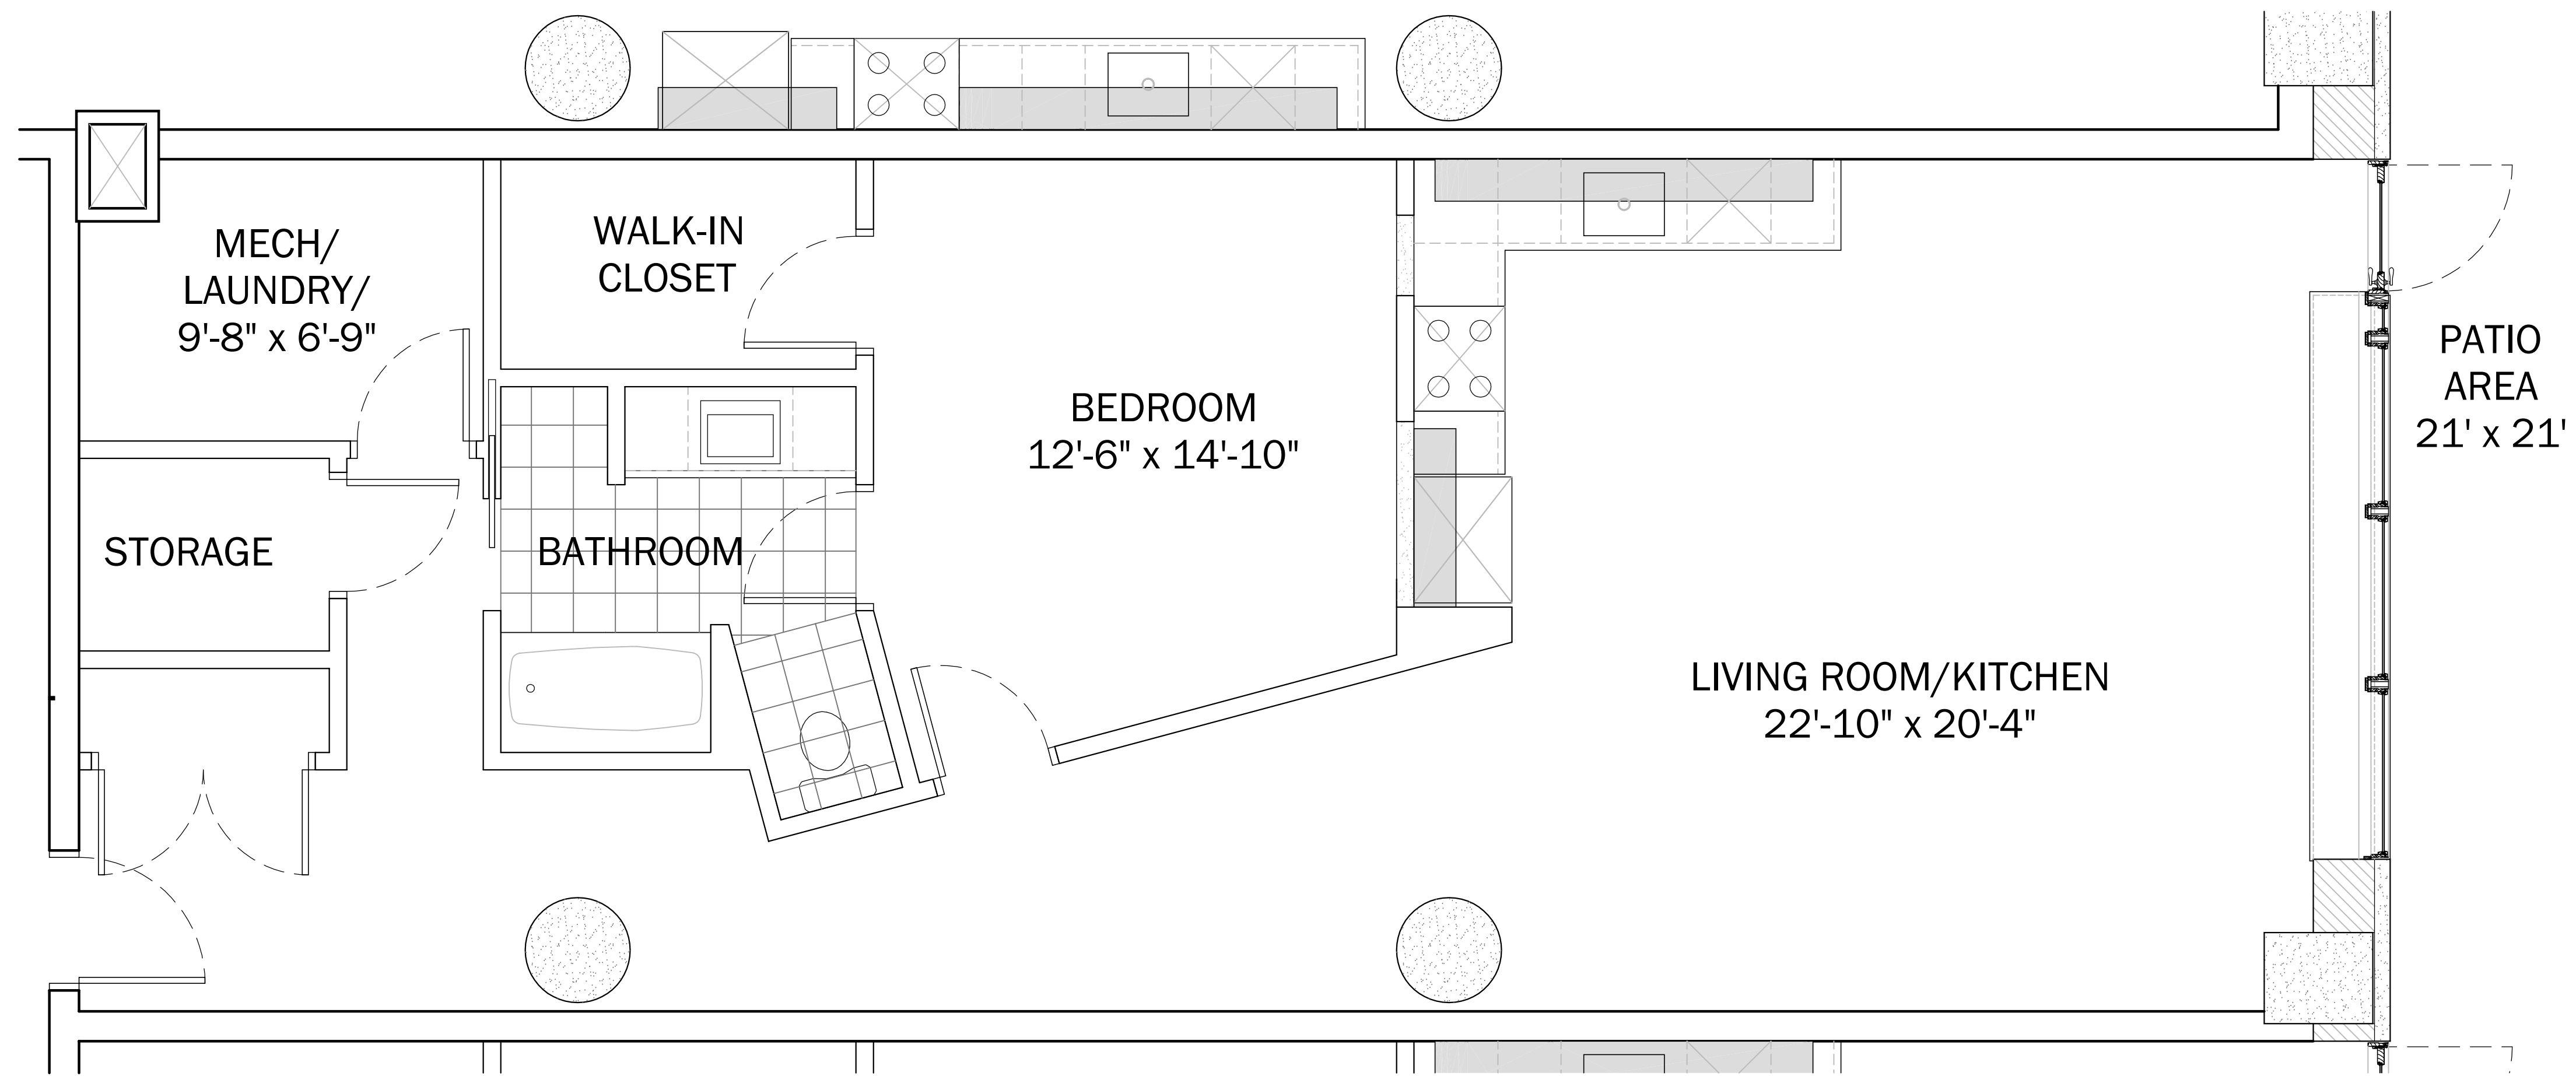 MECH/
LAUNDRY/
9'-8" x 6'-9"
WALK-IN
CLOSET
BEDROOM
12'-6" x 14'-10"
STORAGE
BATHROOM
LIVING ROOM/KITCHEN
22'-10" x 20'-4"
PATIO
AREA
21' x 21'